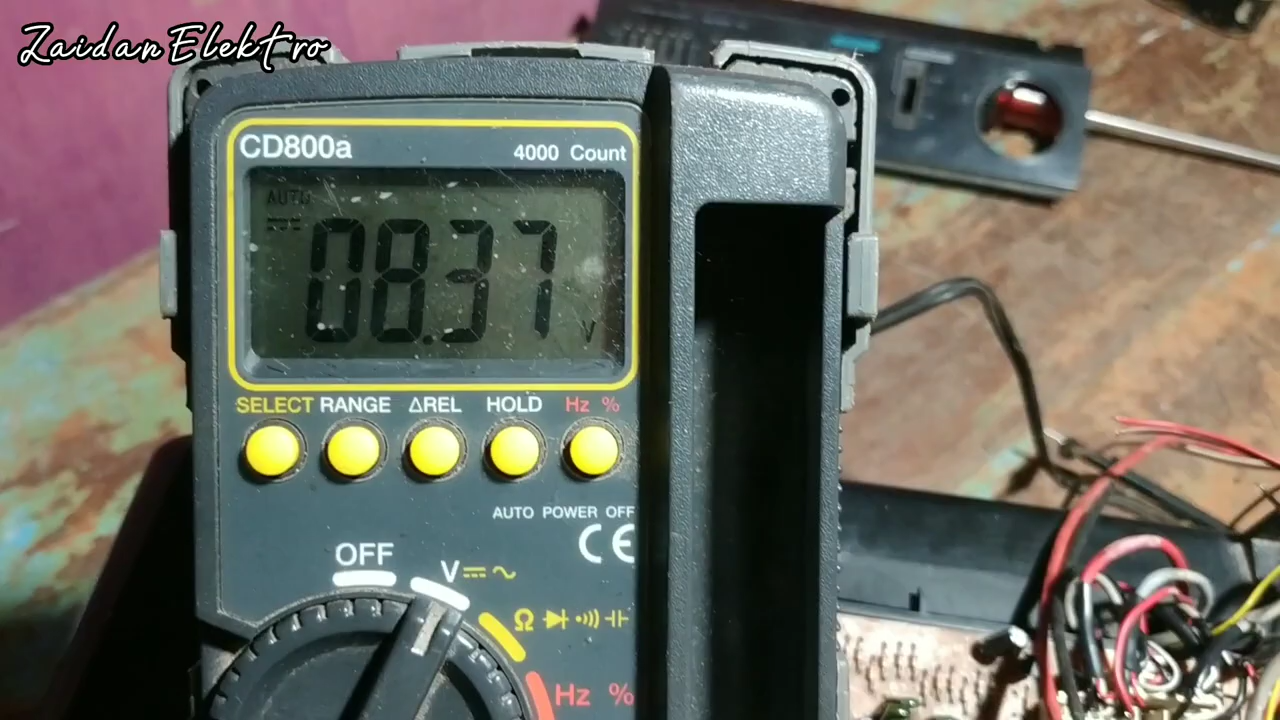 Zaidan Elektro
CD800a
4000 Count
AUTO
08.37 V
SELECT RANGE ΔREL HOLD Hz %
AUTO POWER OFF
CE
OFF
V
Ω
Hz %